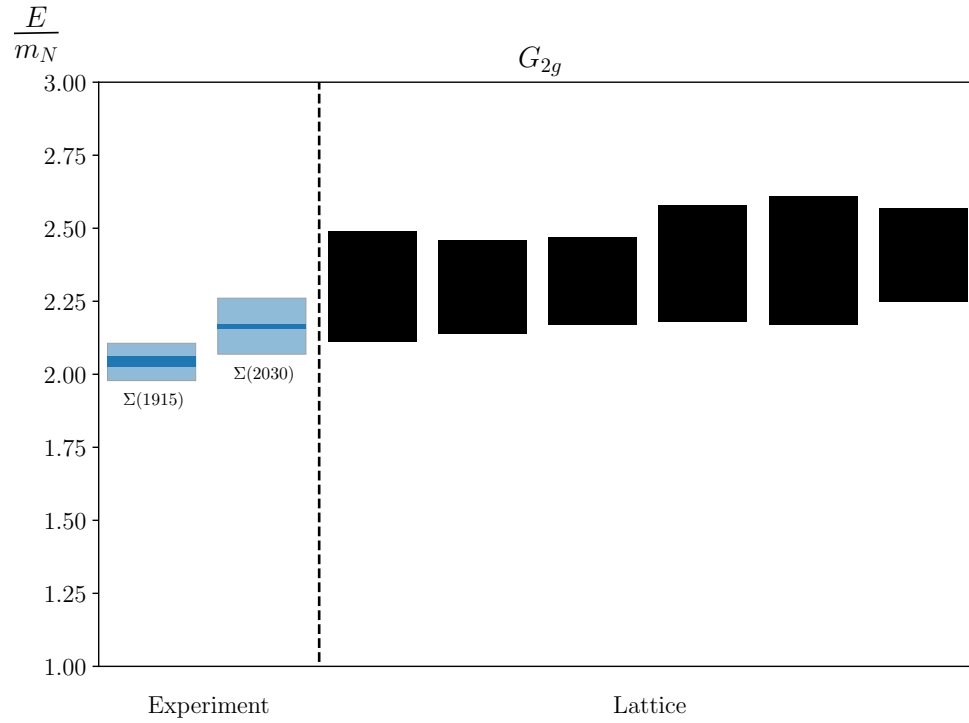 E
m_N
G_{2g}
3.00
2.75
2.50
2.25
2.00
1.75
1.50
1.25
1.00
Σ(1915)
Σ(2030)
Experiment
Lattice